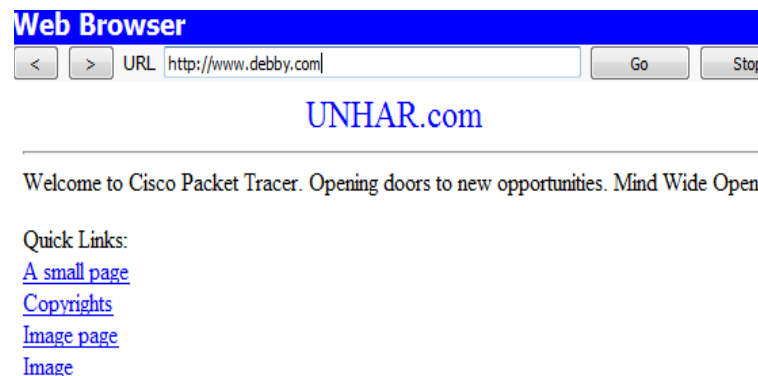 Web Browser
< > URL http://www.debby.com Go Stop
UNHAR.com
Welcome to Cisco Packet Tracer. Opening doors to new opportunities. Mind Wide Open
Quick Links:
A small page
Copyrights
Image page
Image